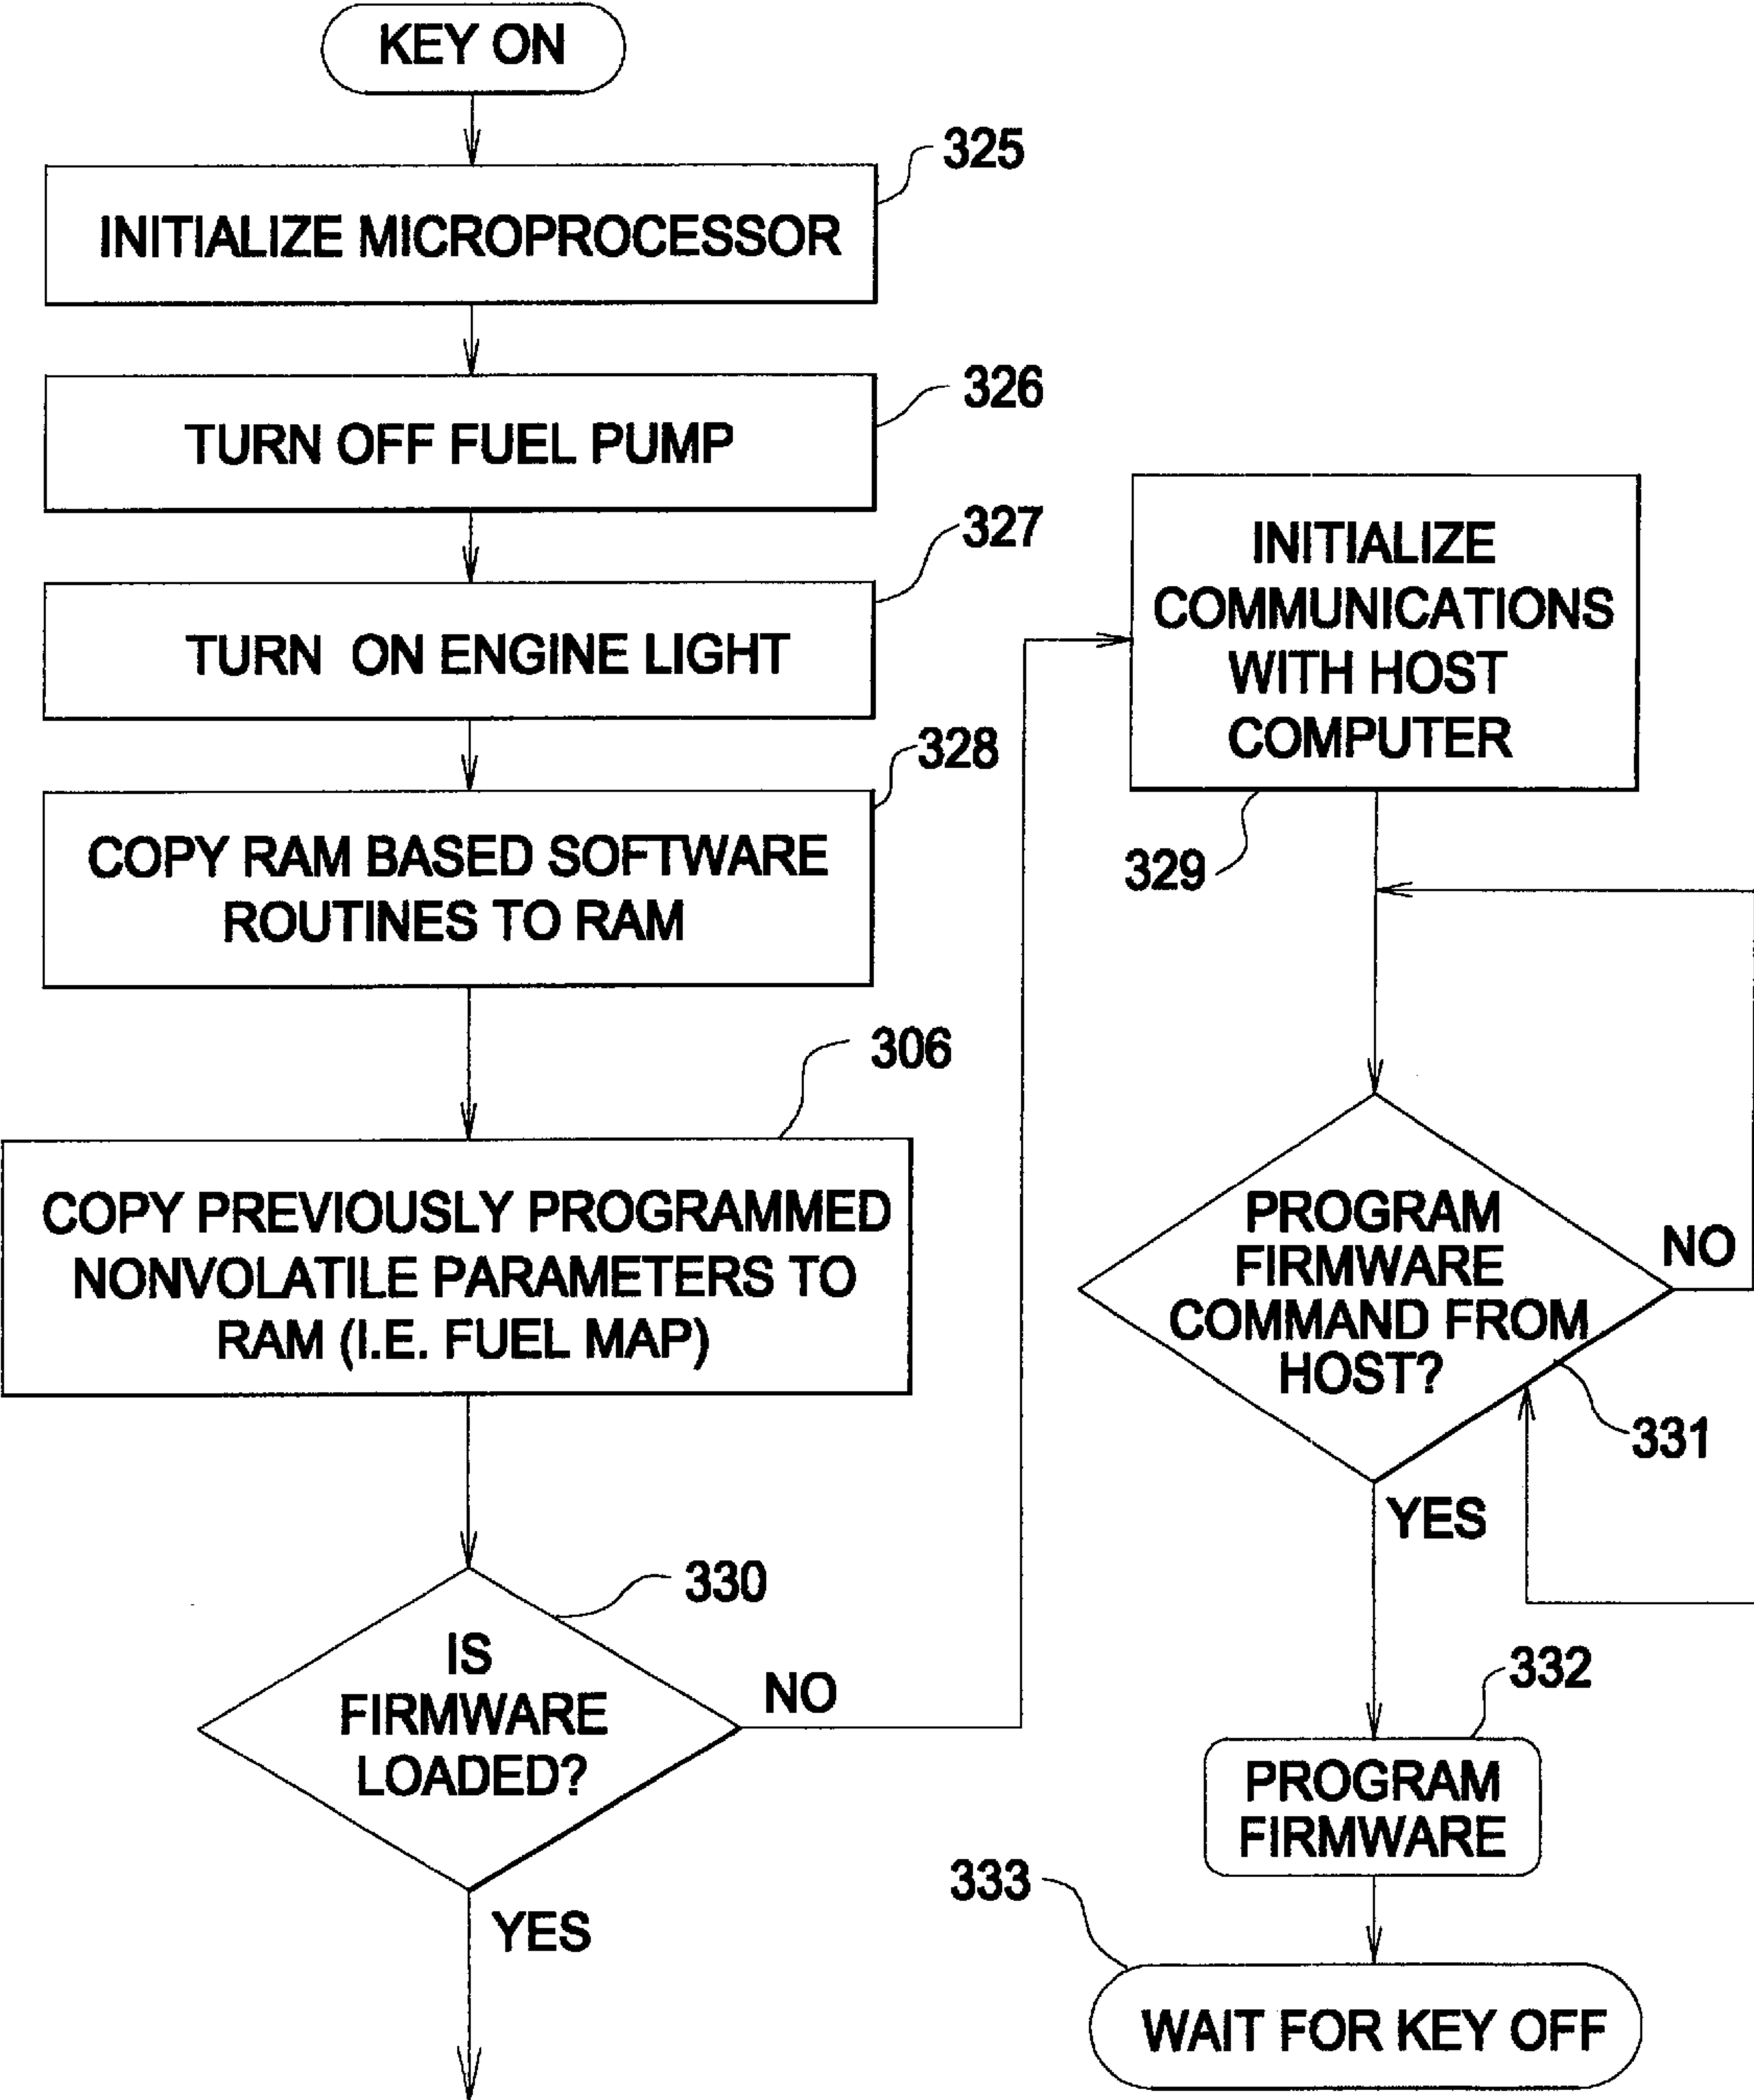 KEY ON
325
INITIALIZE MICROPROCESSOR
326
TURN OFF FUEL PUMP
327
TURN ON ENGINE LIGHT
328
COPY RAM BASED SOFTWARE
ROUTINES TO RAM
306
COPY PREVIOUSLY PROGRAMMED
NONVOLATILE PARAMETERS TO
RAM (I.E. FUEL MAP)
330
IS
FIRMWARE
LOADED?
NO
YES
INITIALIZE
COMMUNICATIONS
WITH HOST
COMPUTER
329
PROGRAM
FIRMWARE
COMMAND FROM
HOST?
NO
331
YES
332
PROGRAM
FIRMWARE
333
WAIT FOR KEY OFF